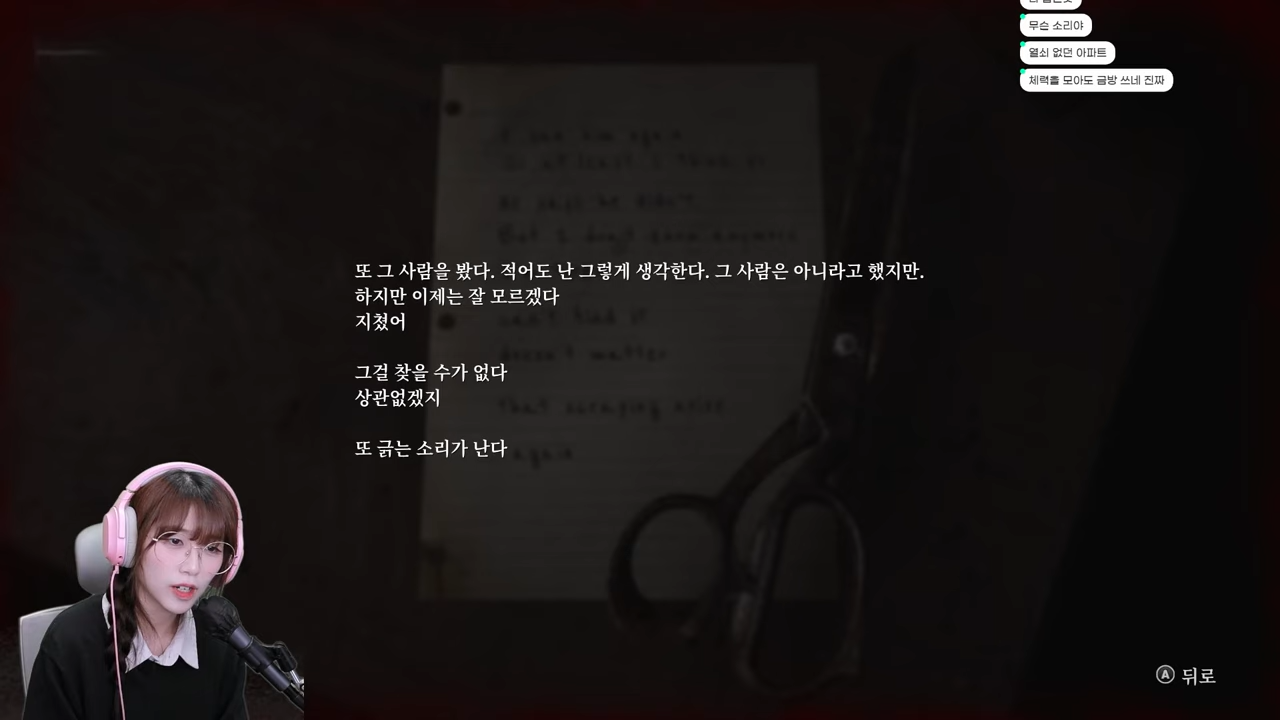 무슨 소리야
열쇠 없던 아파트
체력을 모아도 금방 쓰네 진짜
또 그 사람을 봤다. 적어도 난 그렇게 생각한다. 그 사람은 아니라고 했지만.
하지만 이제는 잘 모르겠다
지쳤어
그걸 찾을 수가 없다
상관없겠지
또 긁는 소리가 난다
again
A 뒤로